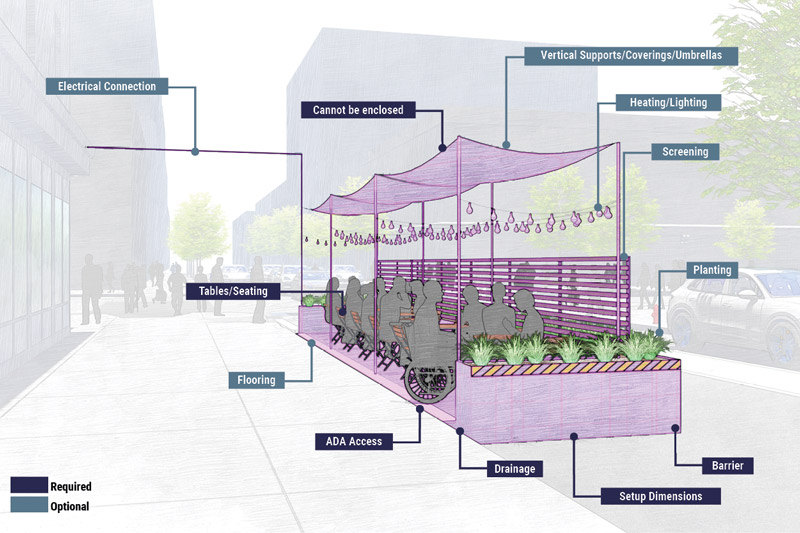 Vertical Supports/Coverings/Umbrellas
Electrical Connection
Heating/Lighting
Cannot be enclosed
Screening
Planting
Tables/Seating
Flooring
ADA Access
Drainage
Barrier
Setup Dimensions
Required
Optional